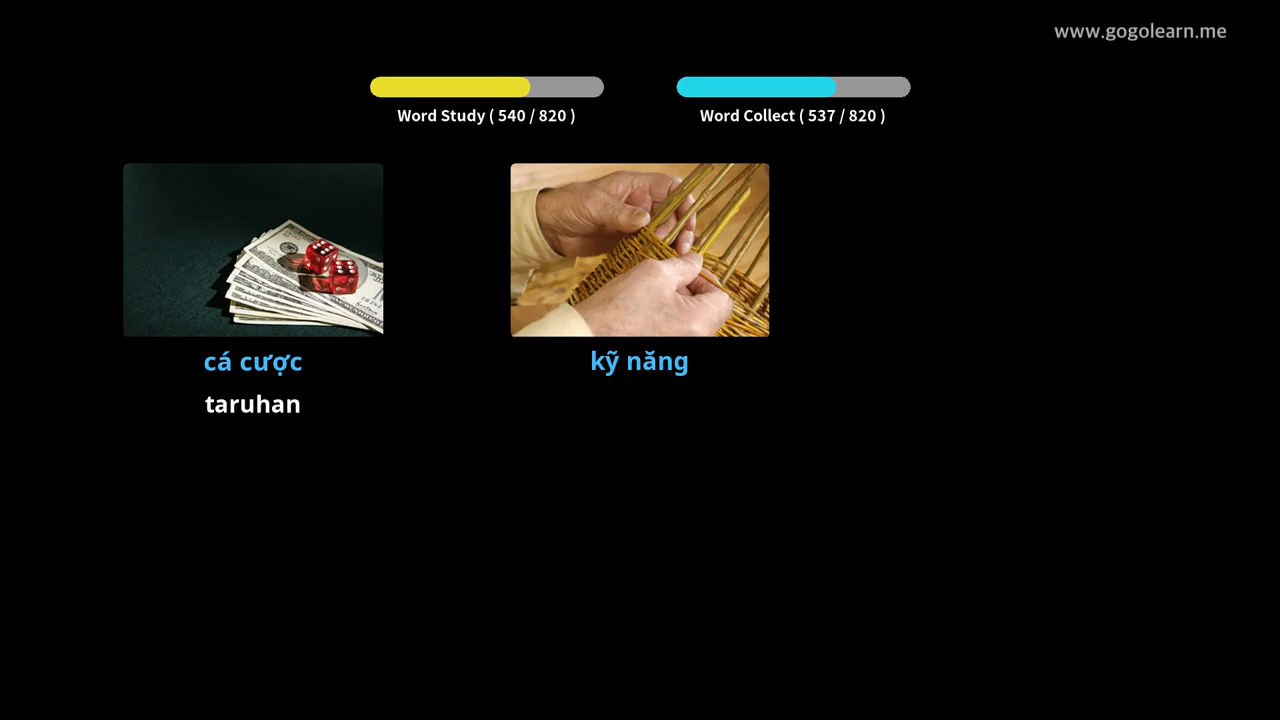 www.gogolearn.me
Word Study ( 540 / 820 )
Word Collect ( 537 / 820 )
cá cược
taruhan
kỹ năng